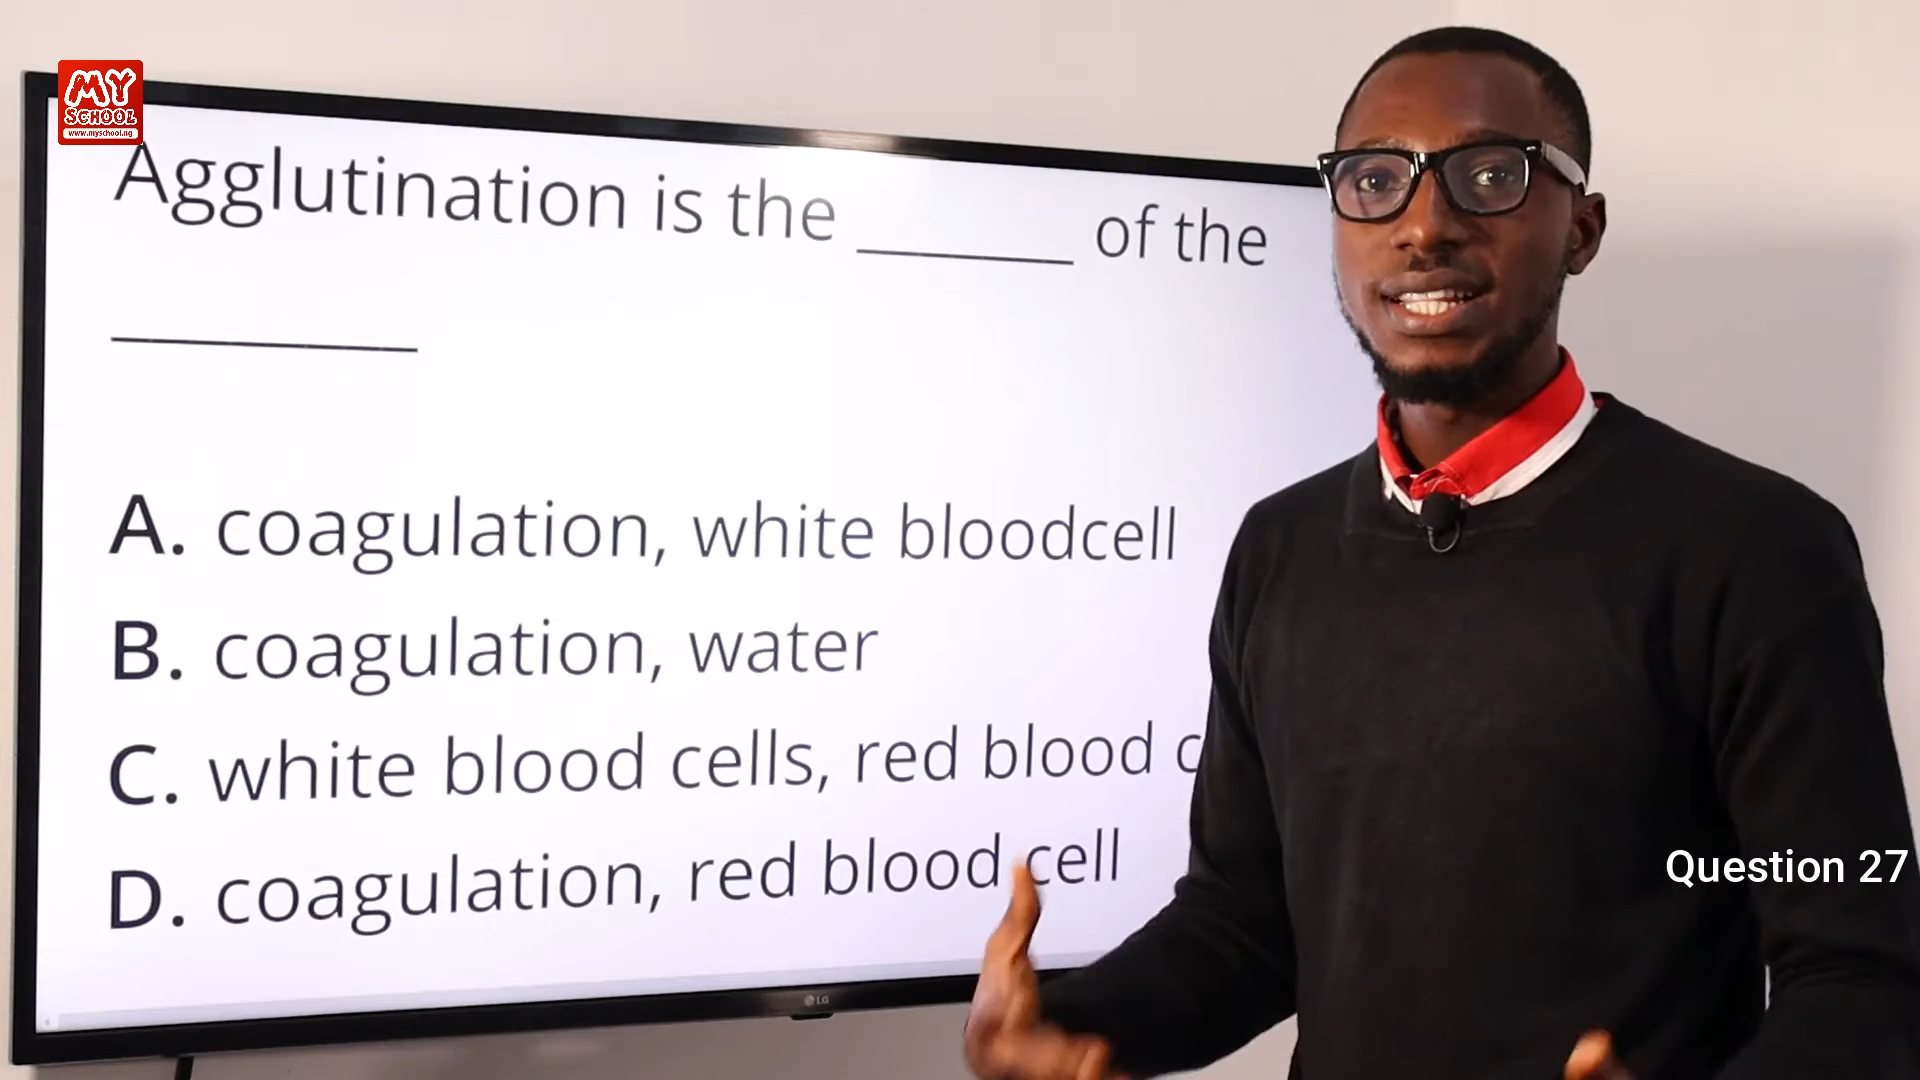 MY
SCHOOL
www.myschool.ng
Agglutination is the ______ of the
________
A. coagulation, white bloodcell
B. coagulation, water
C. white blood cells, red blood c
D. coagulation, red blood cell
LG
Question 27